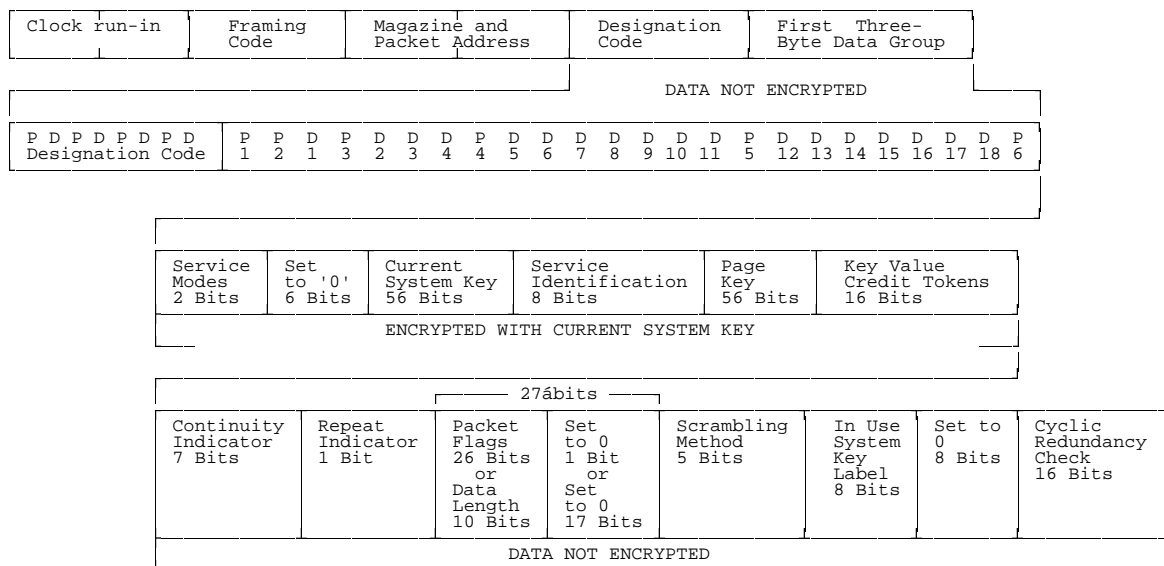 Clock run-in Framing Magazine and Designation First Three-
Code Packet Address Code Byte Data Group
DATA NOT ENCRYPTED
P D P D P D P D P P D P D D D P D D D D D D D P D D D D D D D P
Designation Code 1 2 1 3 2 3 4 4 5 6 7 8 9 10 11 5 12 13 14 15 16 17 18 6
Service Set Current Service Page Key Value
Modes to '0' System Key Identification Key Credit Tokens
2 Bits 6 Bits 56 Bits 8 Bits 56 Bits 16 Bits
ENCRYPTED WITH CURRENT SYSTEM KEY
27ábits
Continuity Repeat Packet Set Scrambling In Use Set to Cyclic
Indicator Indicator Flags to 0 Method System 0 Redundancy
7 Bits 1 Bit 26 Bits 1 Bit 5 Bits Key 8 Bits Check
or or Label 16 Bits
Data Set 8 Bits
Length to 0
10 Bits 17 Bits
DATA NOT ENCRYPTED